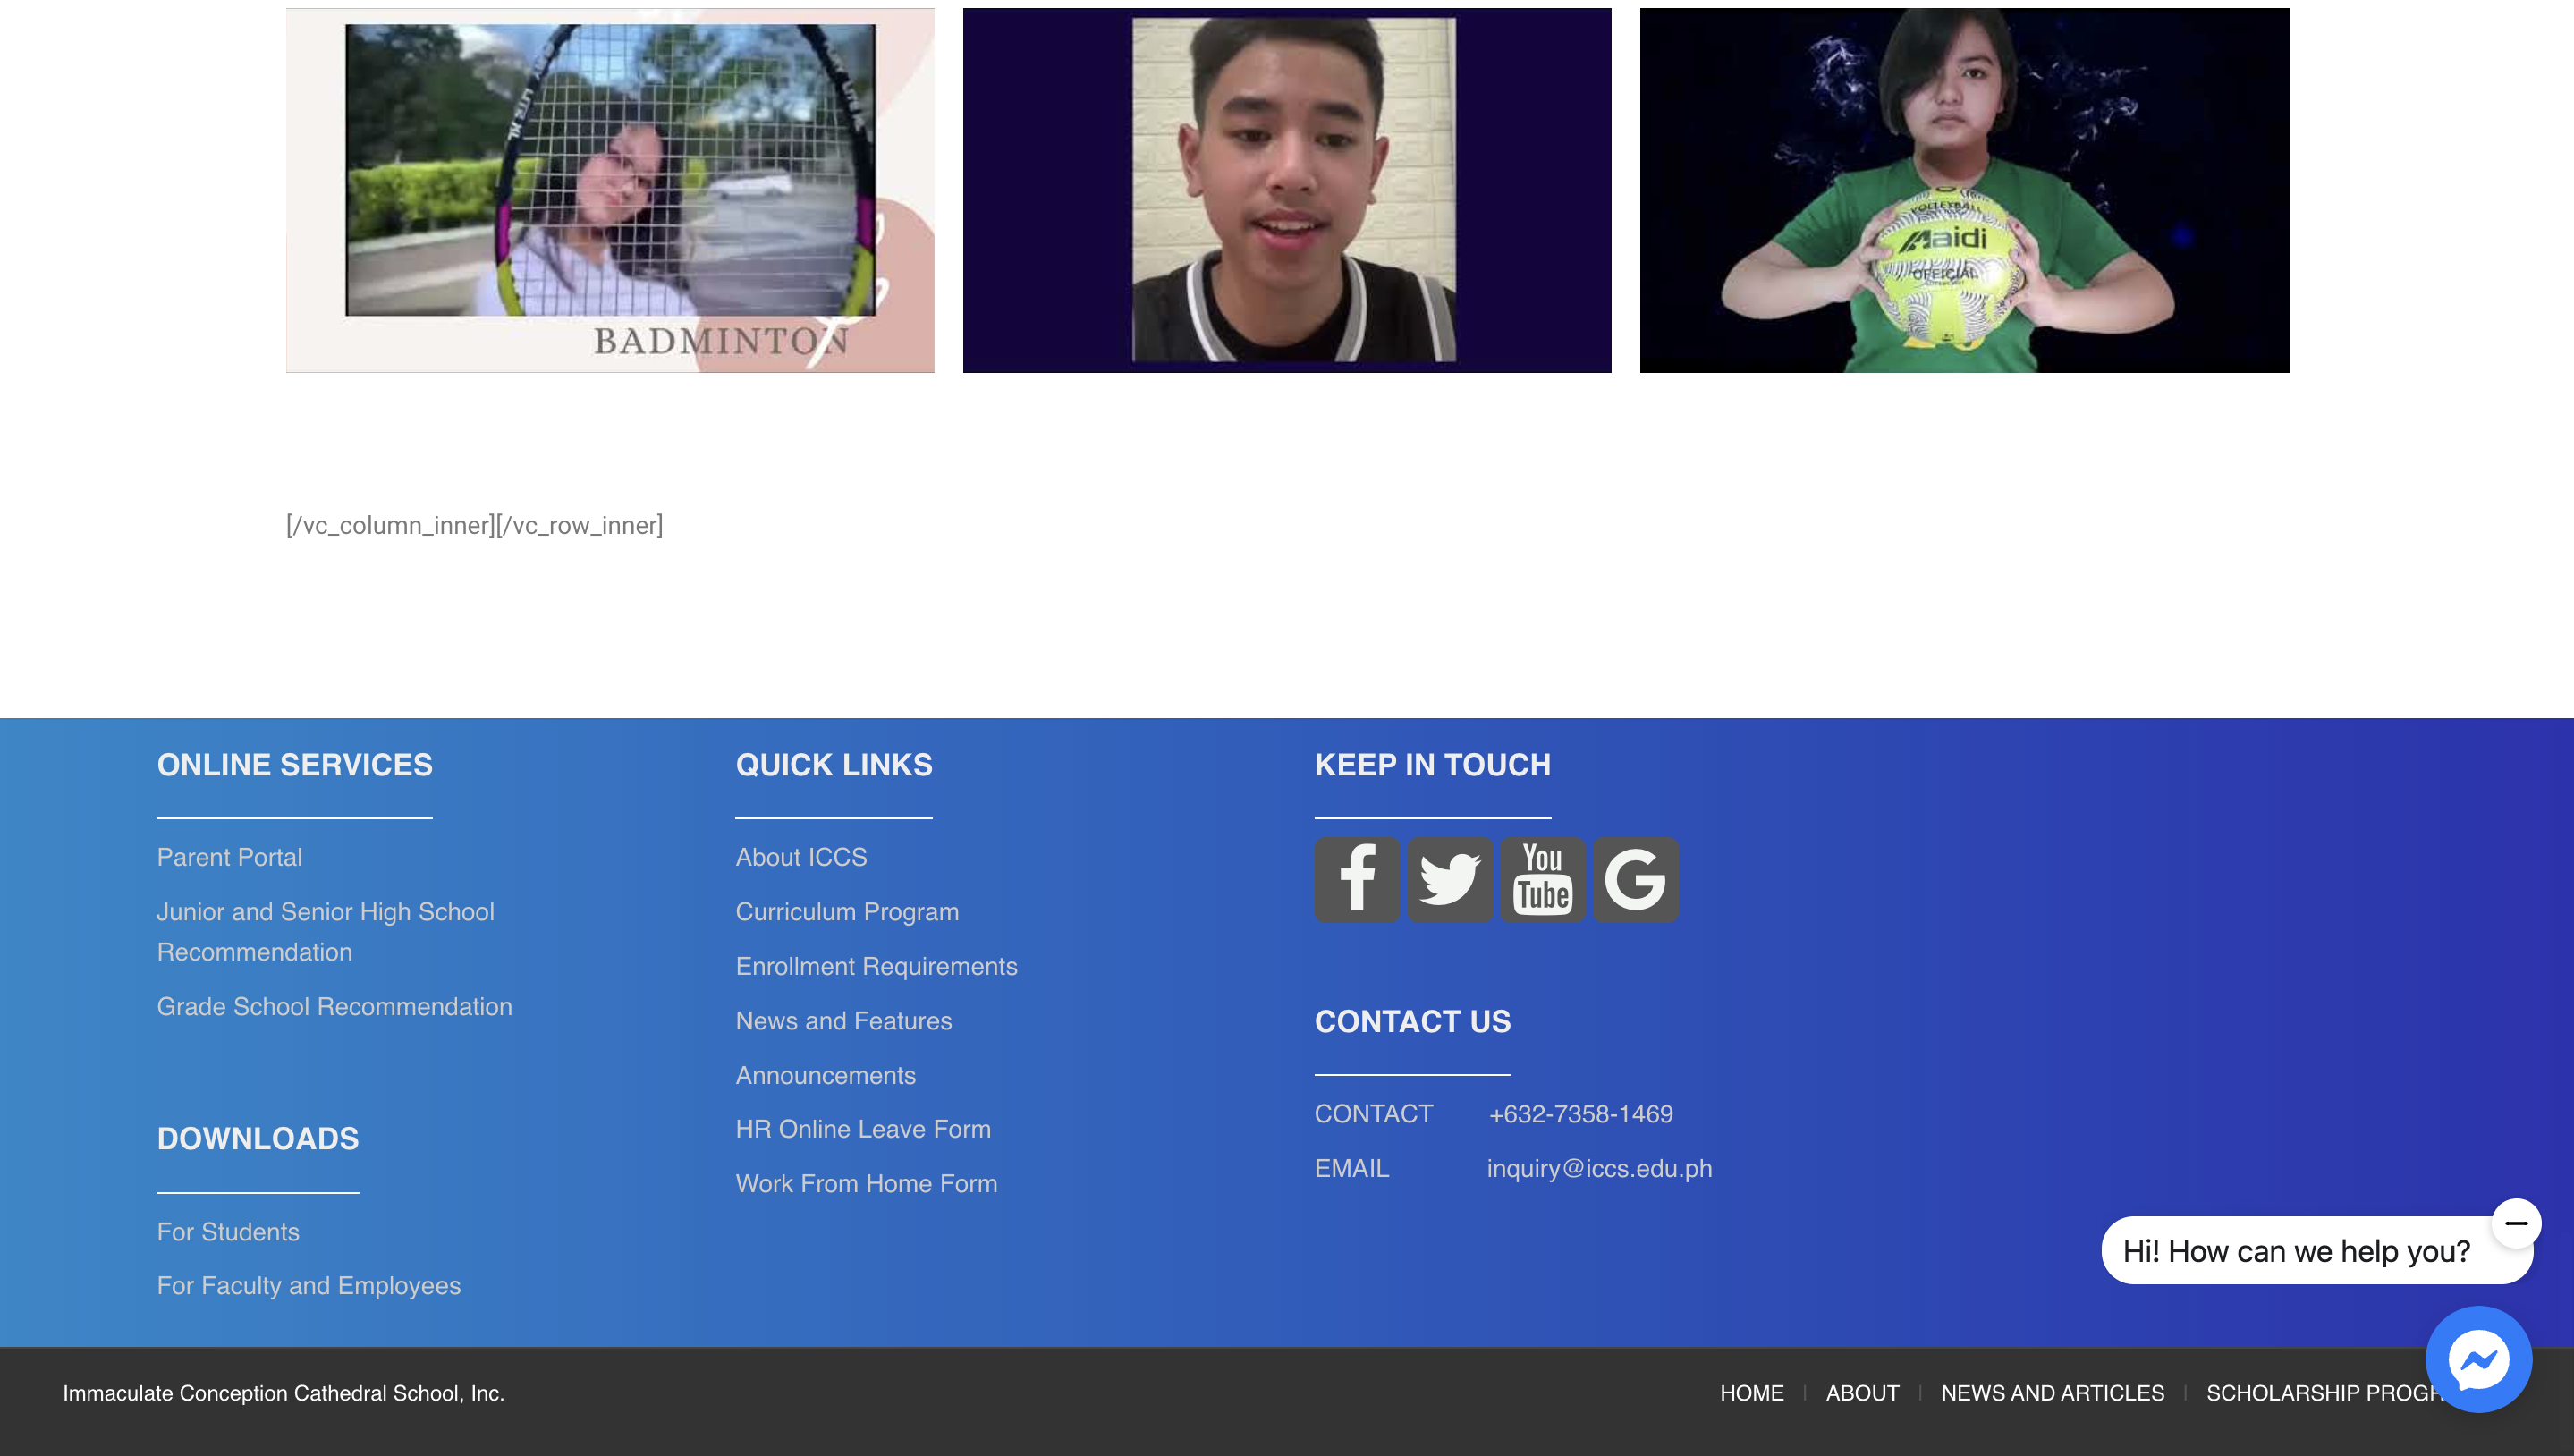 LITE XL
BADMINTON
VOLLEYBALL
Maidi
OFFICIAL
[/vc_column_inner][/vc_row_inner]
ONLINE SERVICES
Parent Portal
Junior and Senior High School
Recommendation
Grade School Recommendation
DOWNLOADS
For Students
For Faculty and Employees
QUICK LINKS
About ICCS
Curriculum Program
Enrollment Requirements
News and Features
Announcements
HR Online Leave Form
Work From Home Form
KEEP IN TOUCH
You
Tube
CONTACT US
CONTACT +632-7358-1469
EMAIL inquiry@iccs.edu.ph
Hi! How can we help you?
Immaculate Conception Cathedral School, Inc.
HOME | ABOUT | NEWS AND ARTICLES | SCHOLARSHIP